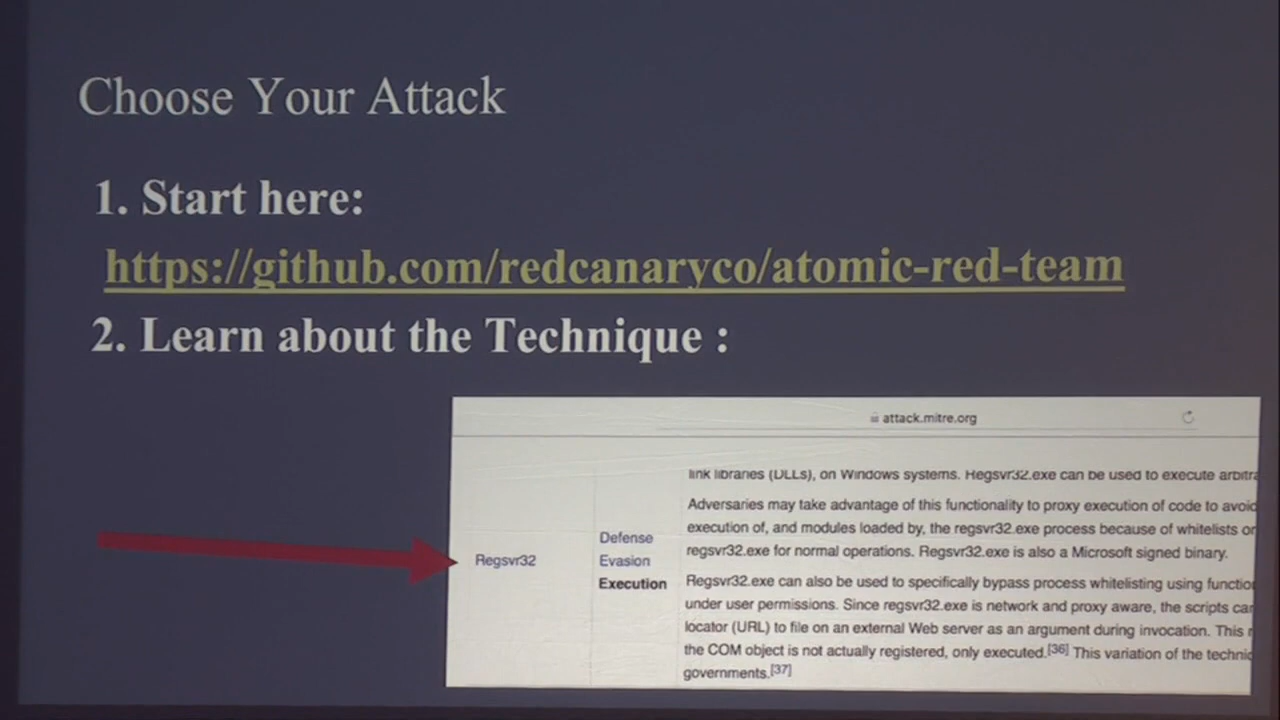 Choose Your Attack
1. Start here:
https://github.com/redcanaryco/atomic-red-team
2. Learn about the Technique :
attack.mitre.org
link libraries (DLLs), on Windows systems. Regsvr32.exe can be used to execute
Adversaries may take advantage of this functionality to proxy execution of code to avoid
execution of, and modules loaded by, the regsvr32.exe process because of whitelists or
regsvr32.exe for normal operations. Regsvr32.exe is also a Microsoft signed binary.
Regsvr32
Defense
Evasion
Execution
Regsvr32.exe can also be used to specifically bypass process whitelisting using
under user permissions. Since regsvr32.exe is network and proxy aware, the scripts
locator (URL) to file on an external Web server as an argument during invocation. This
the COM object is not actually registered, only executed.[36] This variation of the
governments.[37]